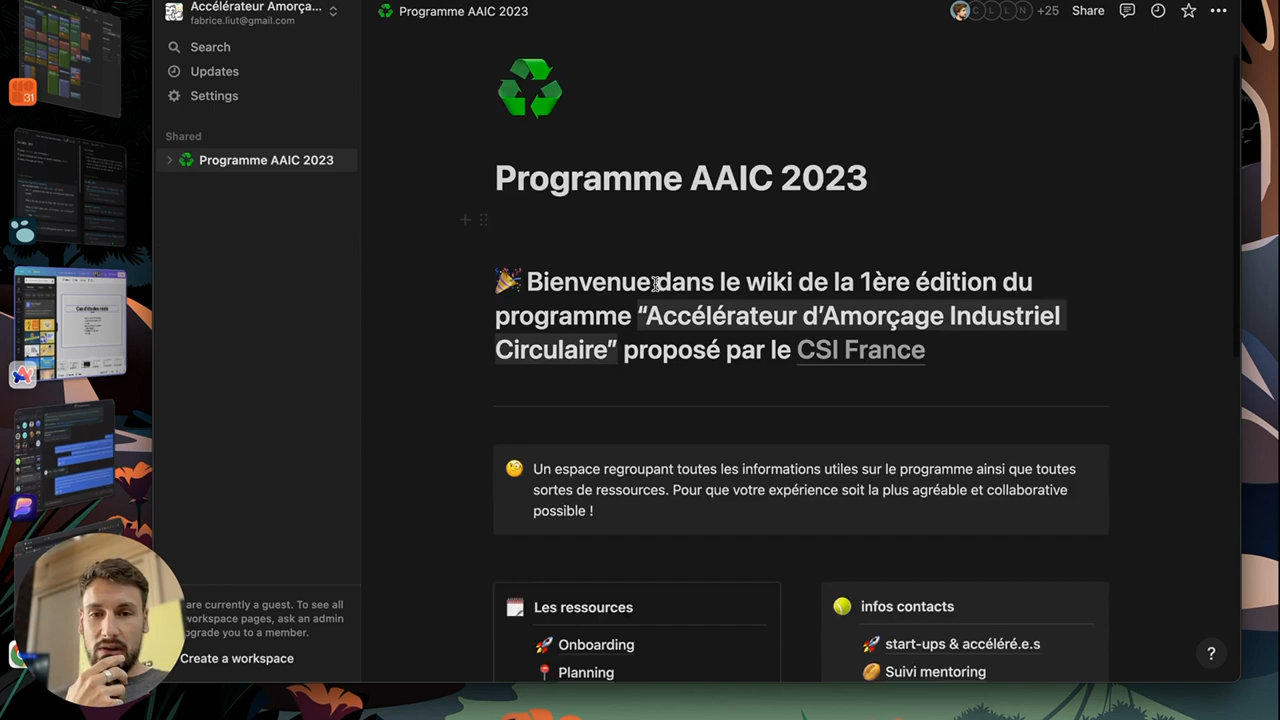 Accélérateur Amorça...
fabrice.liut@gmail.com
Search
Updates
Settings
Shared
Programme AAIC 2023
are currently a guest. To see all
workspace pages, ask an admin
pgrade you to a member.
Create a workspace
Programme AAIC 2023
C L L N +25 Share
Programme AAIC 2023
Bienvenue dans le wiki de la 1ère édition du
programme “Accélérateur d’Amorçage Industriel
Circulaire” proposé par le CSI France
Un espace regroupant toutes les informations utiles sur le programme ainsi que toutes
sortes de ressources. Pour que votre expérience soit la plus agréable et collaborative
possible !
Les ressources
Onboarding
Planning
infos contacts
start-ups & accéléré.e.s
Suivi mentoring
?
31